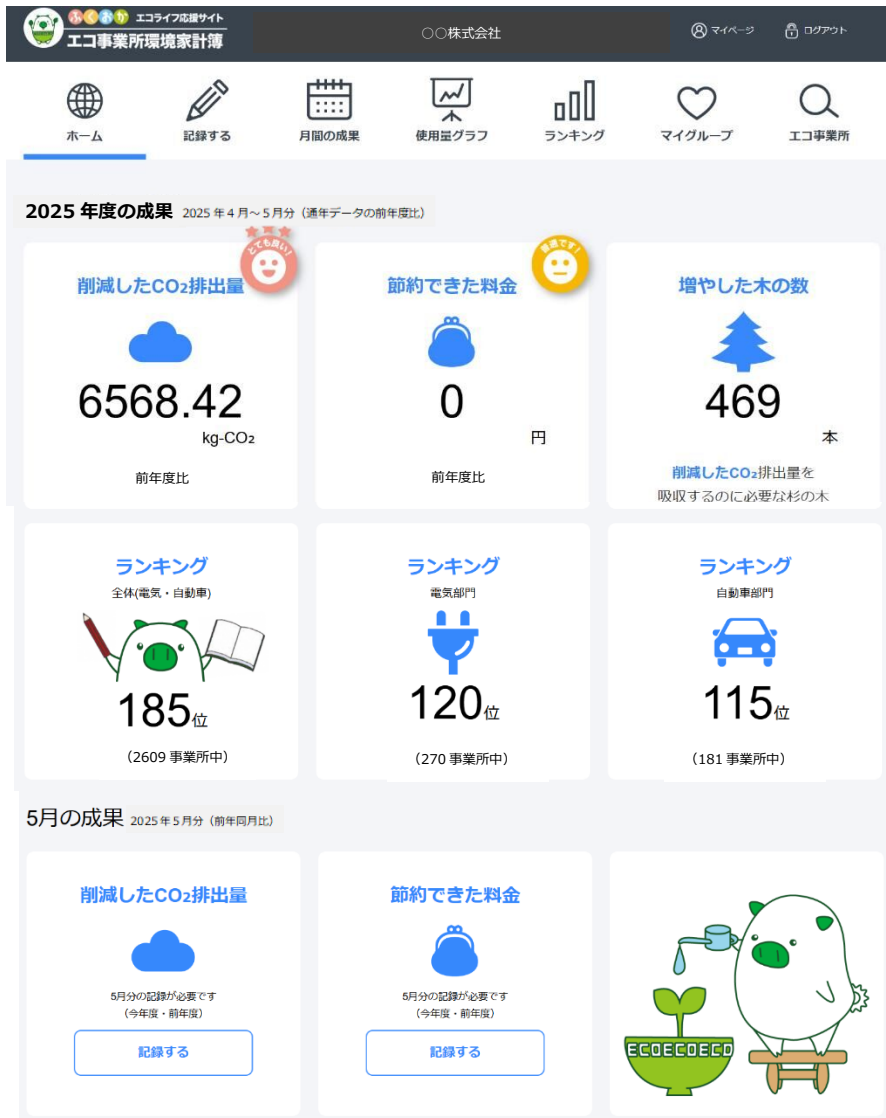 ふくおか エコライフ応援サイト
エコ事業所環境家計簿
○○株式会社
マイページ
ログアウト
ホーム
記録する
月間の成果
使用量グラフ
ランキング
マイグループ
エコ事業所
2025 年度の成果 2025 年 4 月～5 月分（通年データの前年度比）
とても良い!
削減したCO₂排出量
6568.42
kg-CO₂
前年度比
普通です!
節約できた料金
0
円
前年度比
増やした木の数
469
本
削減したCO₂排出量を
吸収するのに必要な杉の木
ランキング
全体(電気・自動車)
185位
（2609 事業所中）
ランキング
電気部門
120位
（270 事業所中）
ランキング
自動車部門
115位
（181 事業所中）
5月の成果 2025 年 5 月分（前年同月比）
削減したCO₂排出量
5月分の記録が必要です
（今年度・前年度）
記録する
節約できた料金
5月分の記録が必要です
（今年度・前年度）
記録する
ECOECOECO